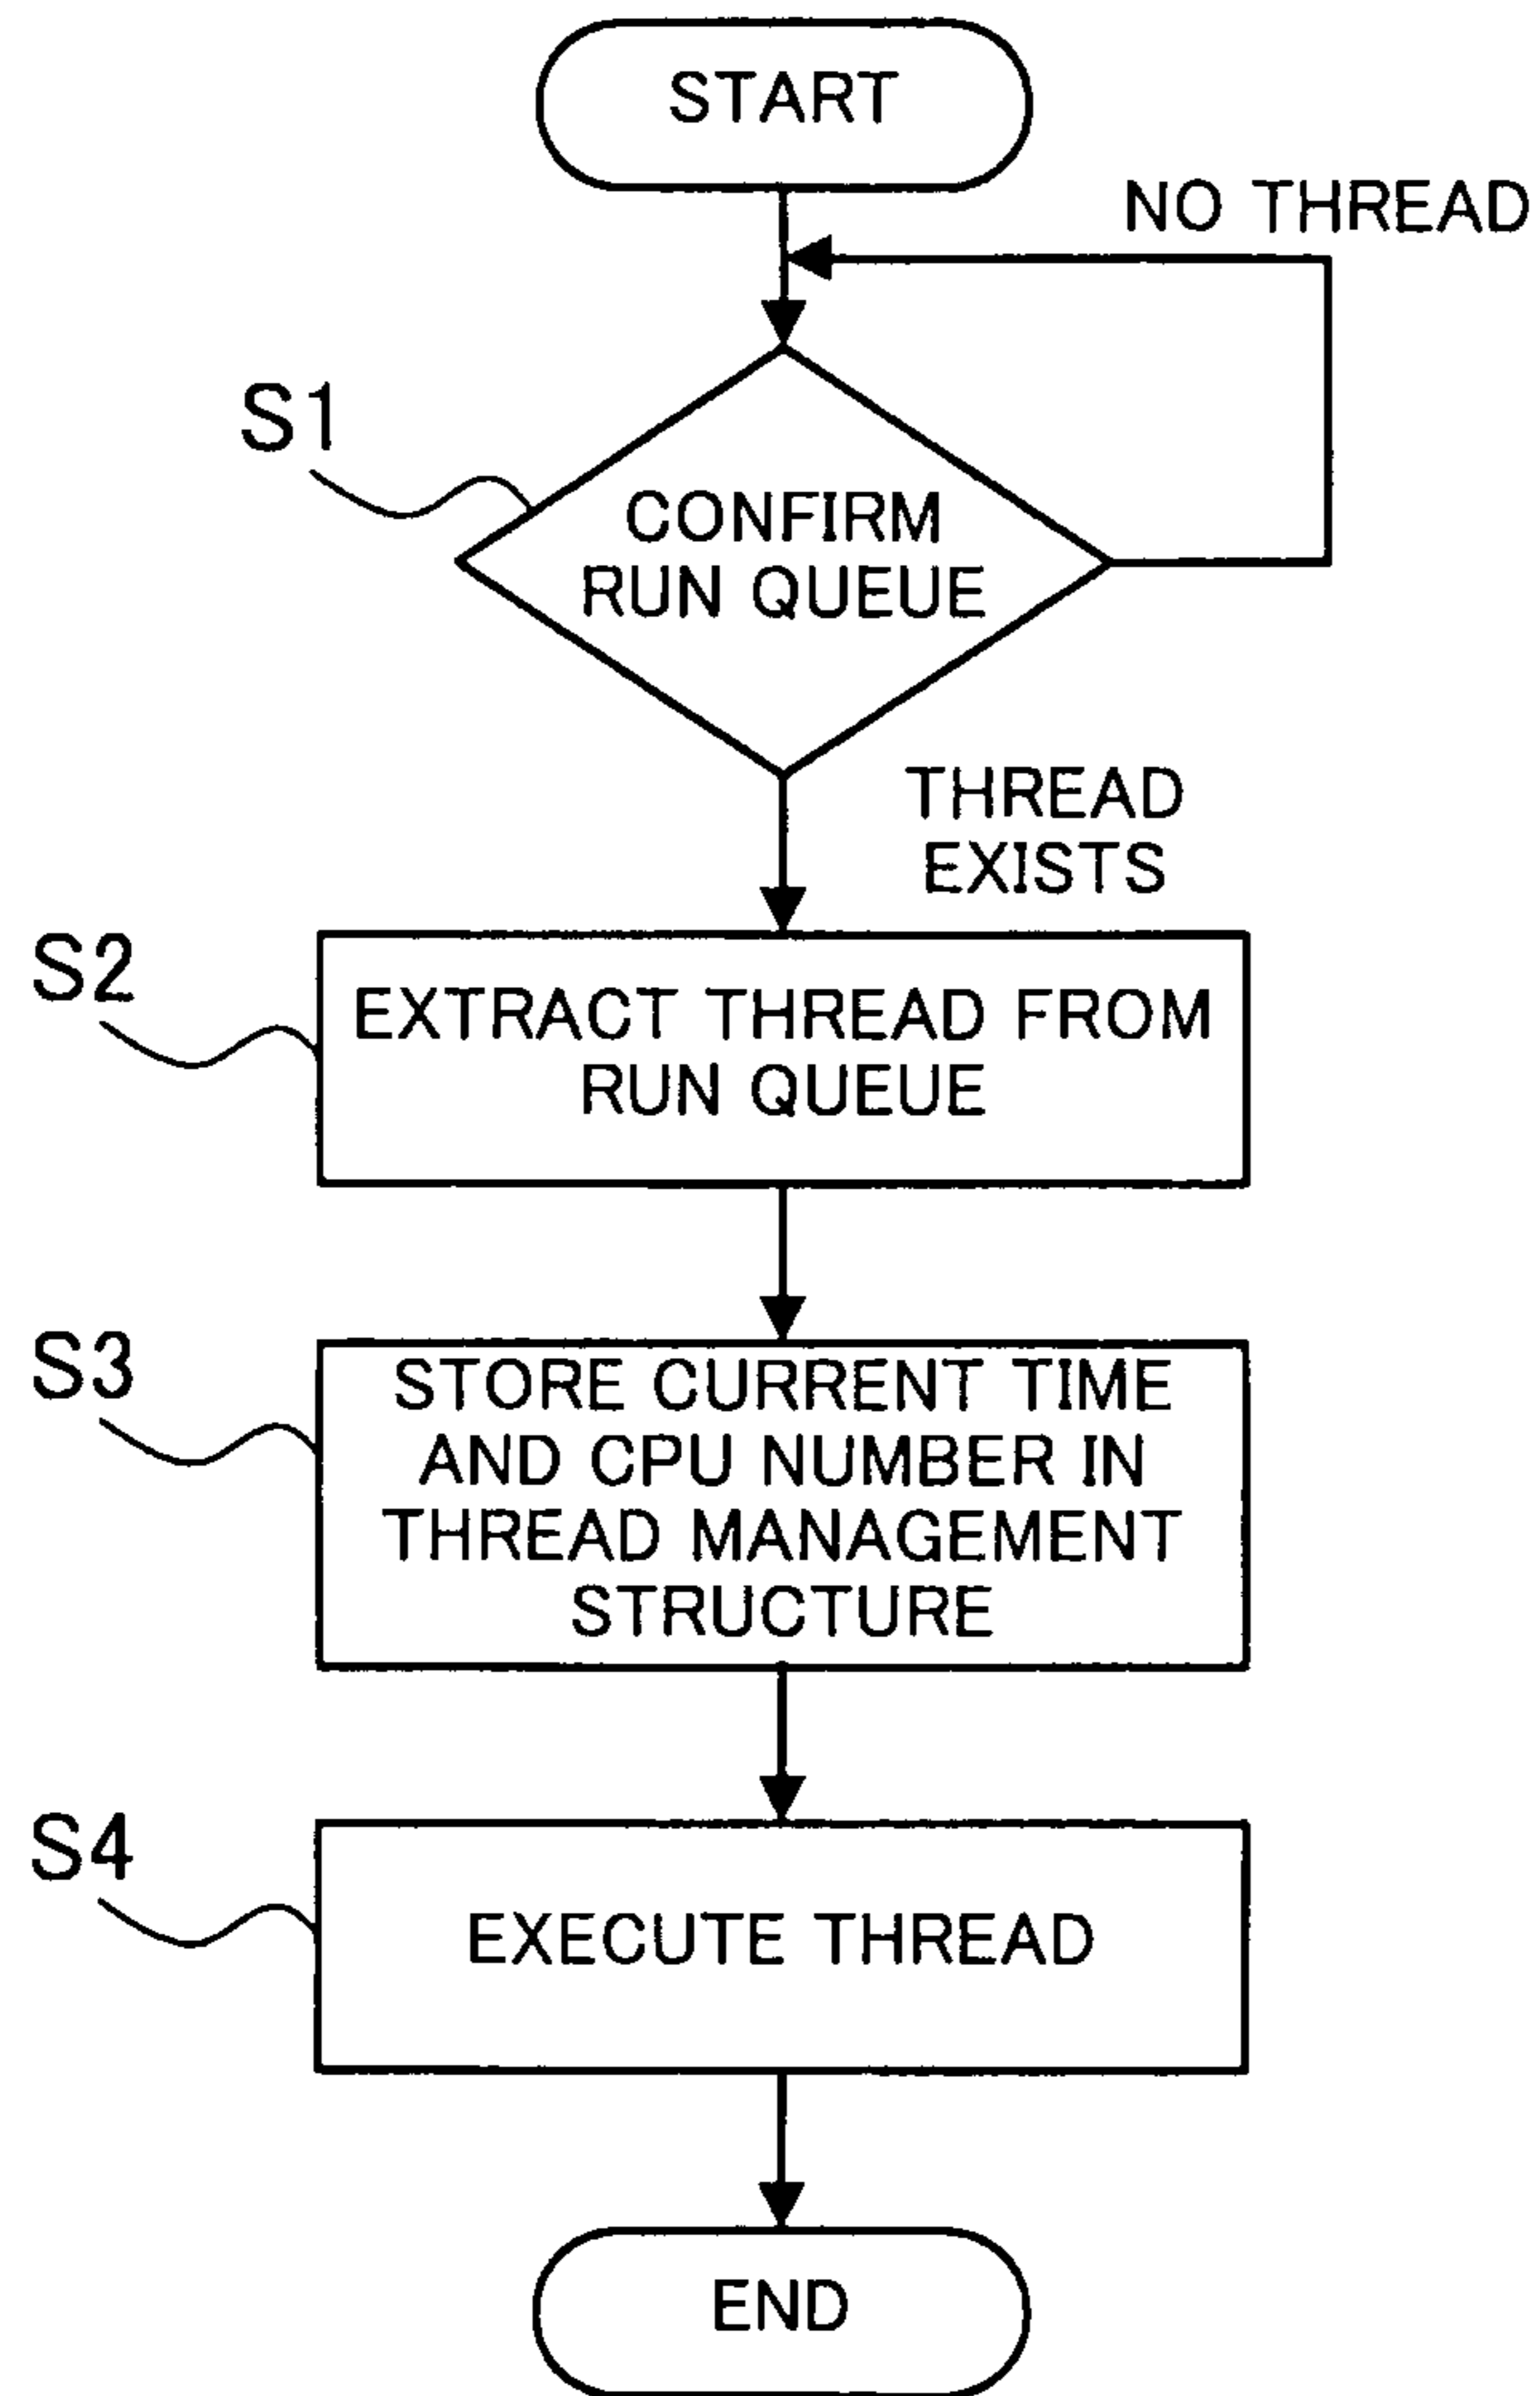 START
NO THREAD
S1
CONFIRM
RUN QUEUE
THREAD
EXISTS
S2
EXTRACT THREAD FROM
RUN QUEUE
S3
STORE CURRENT TIME
AND CPU NUMBER IN
THREAD MANAGEMENT
STRUCTURE
S4
EXECUTE THREAD
END